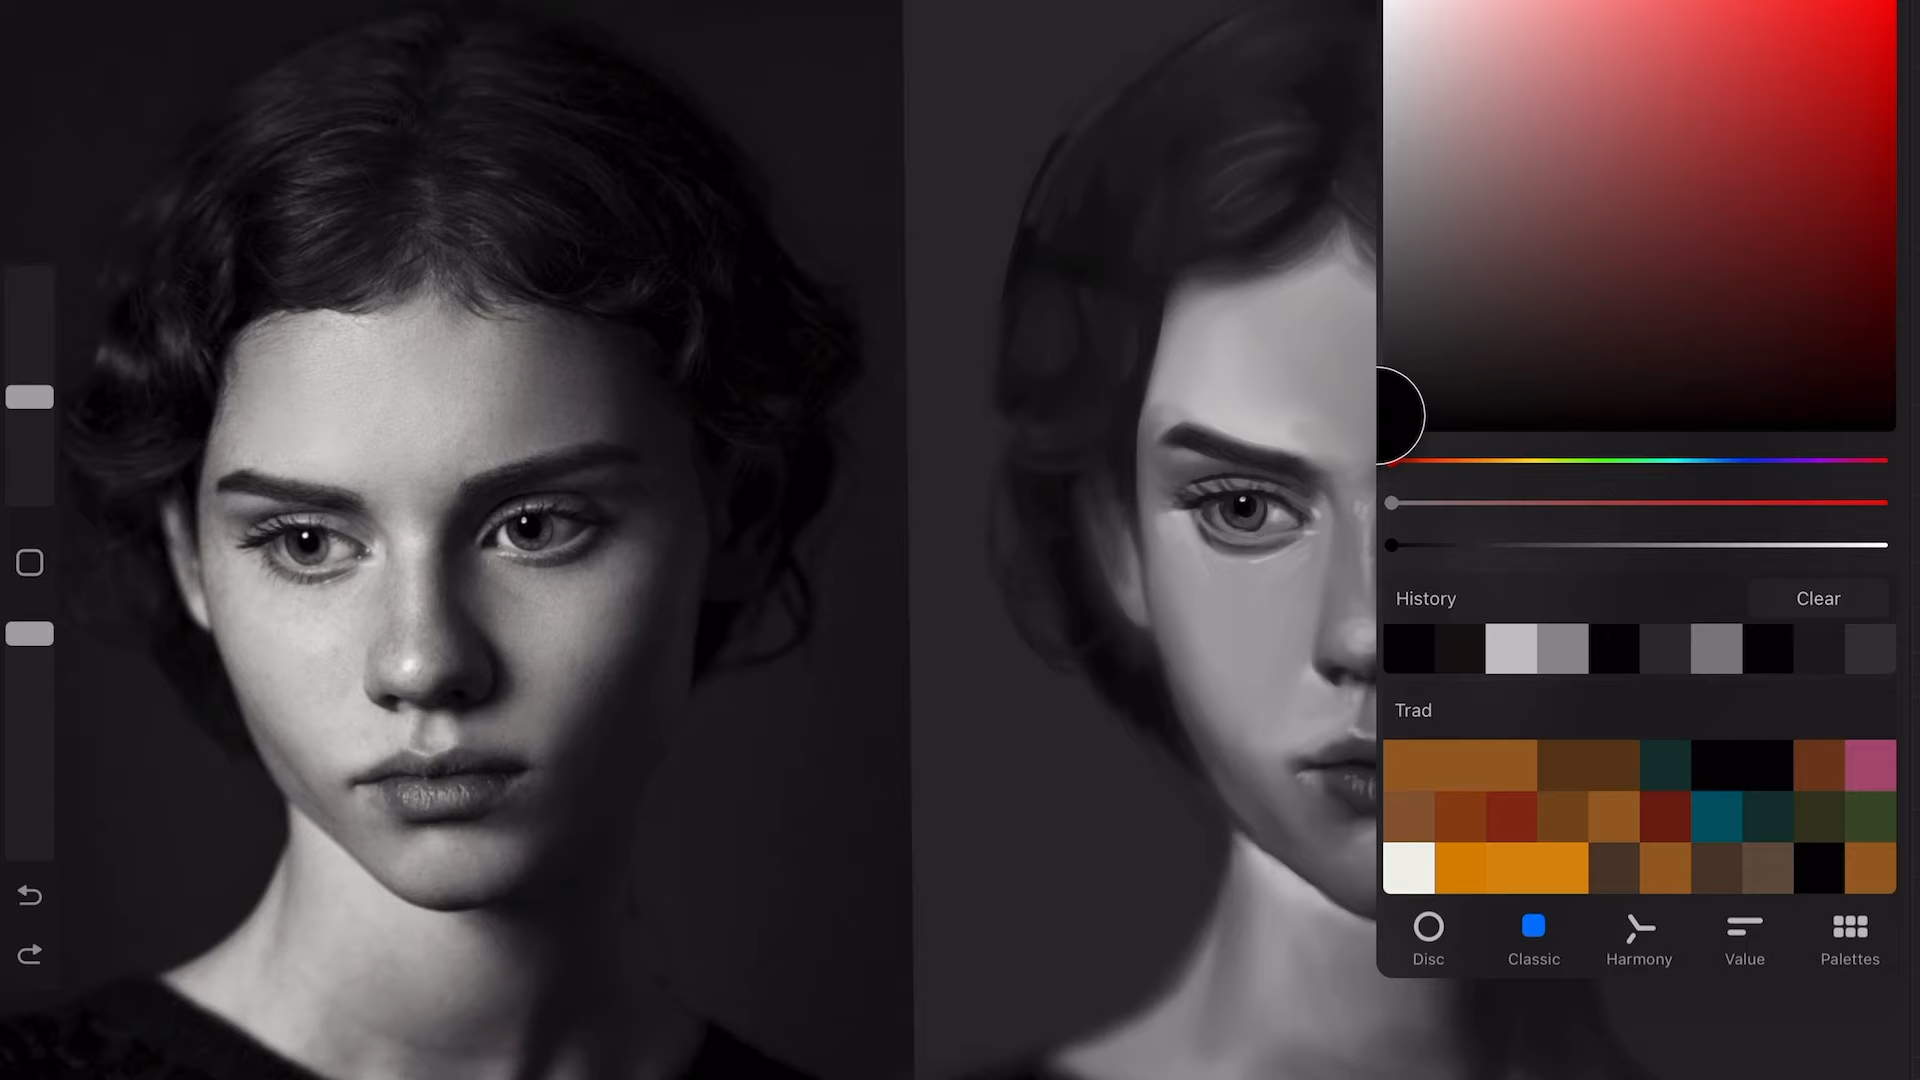 History
Clear
Trad
Disc
Classic
Harmony
Value
Palettes